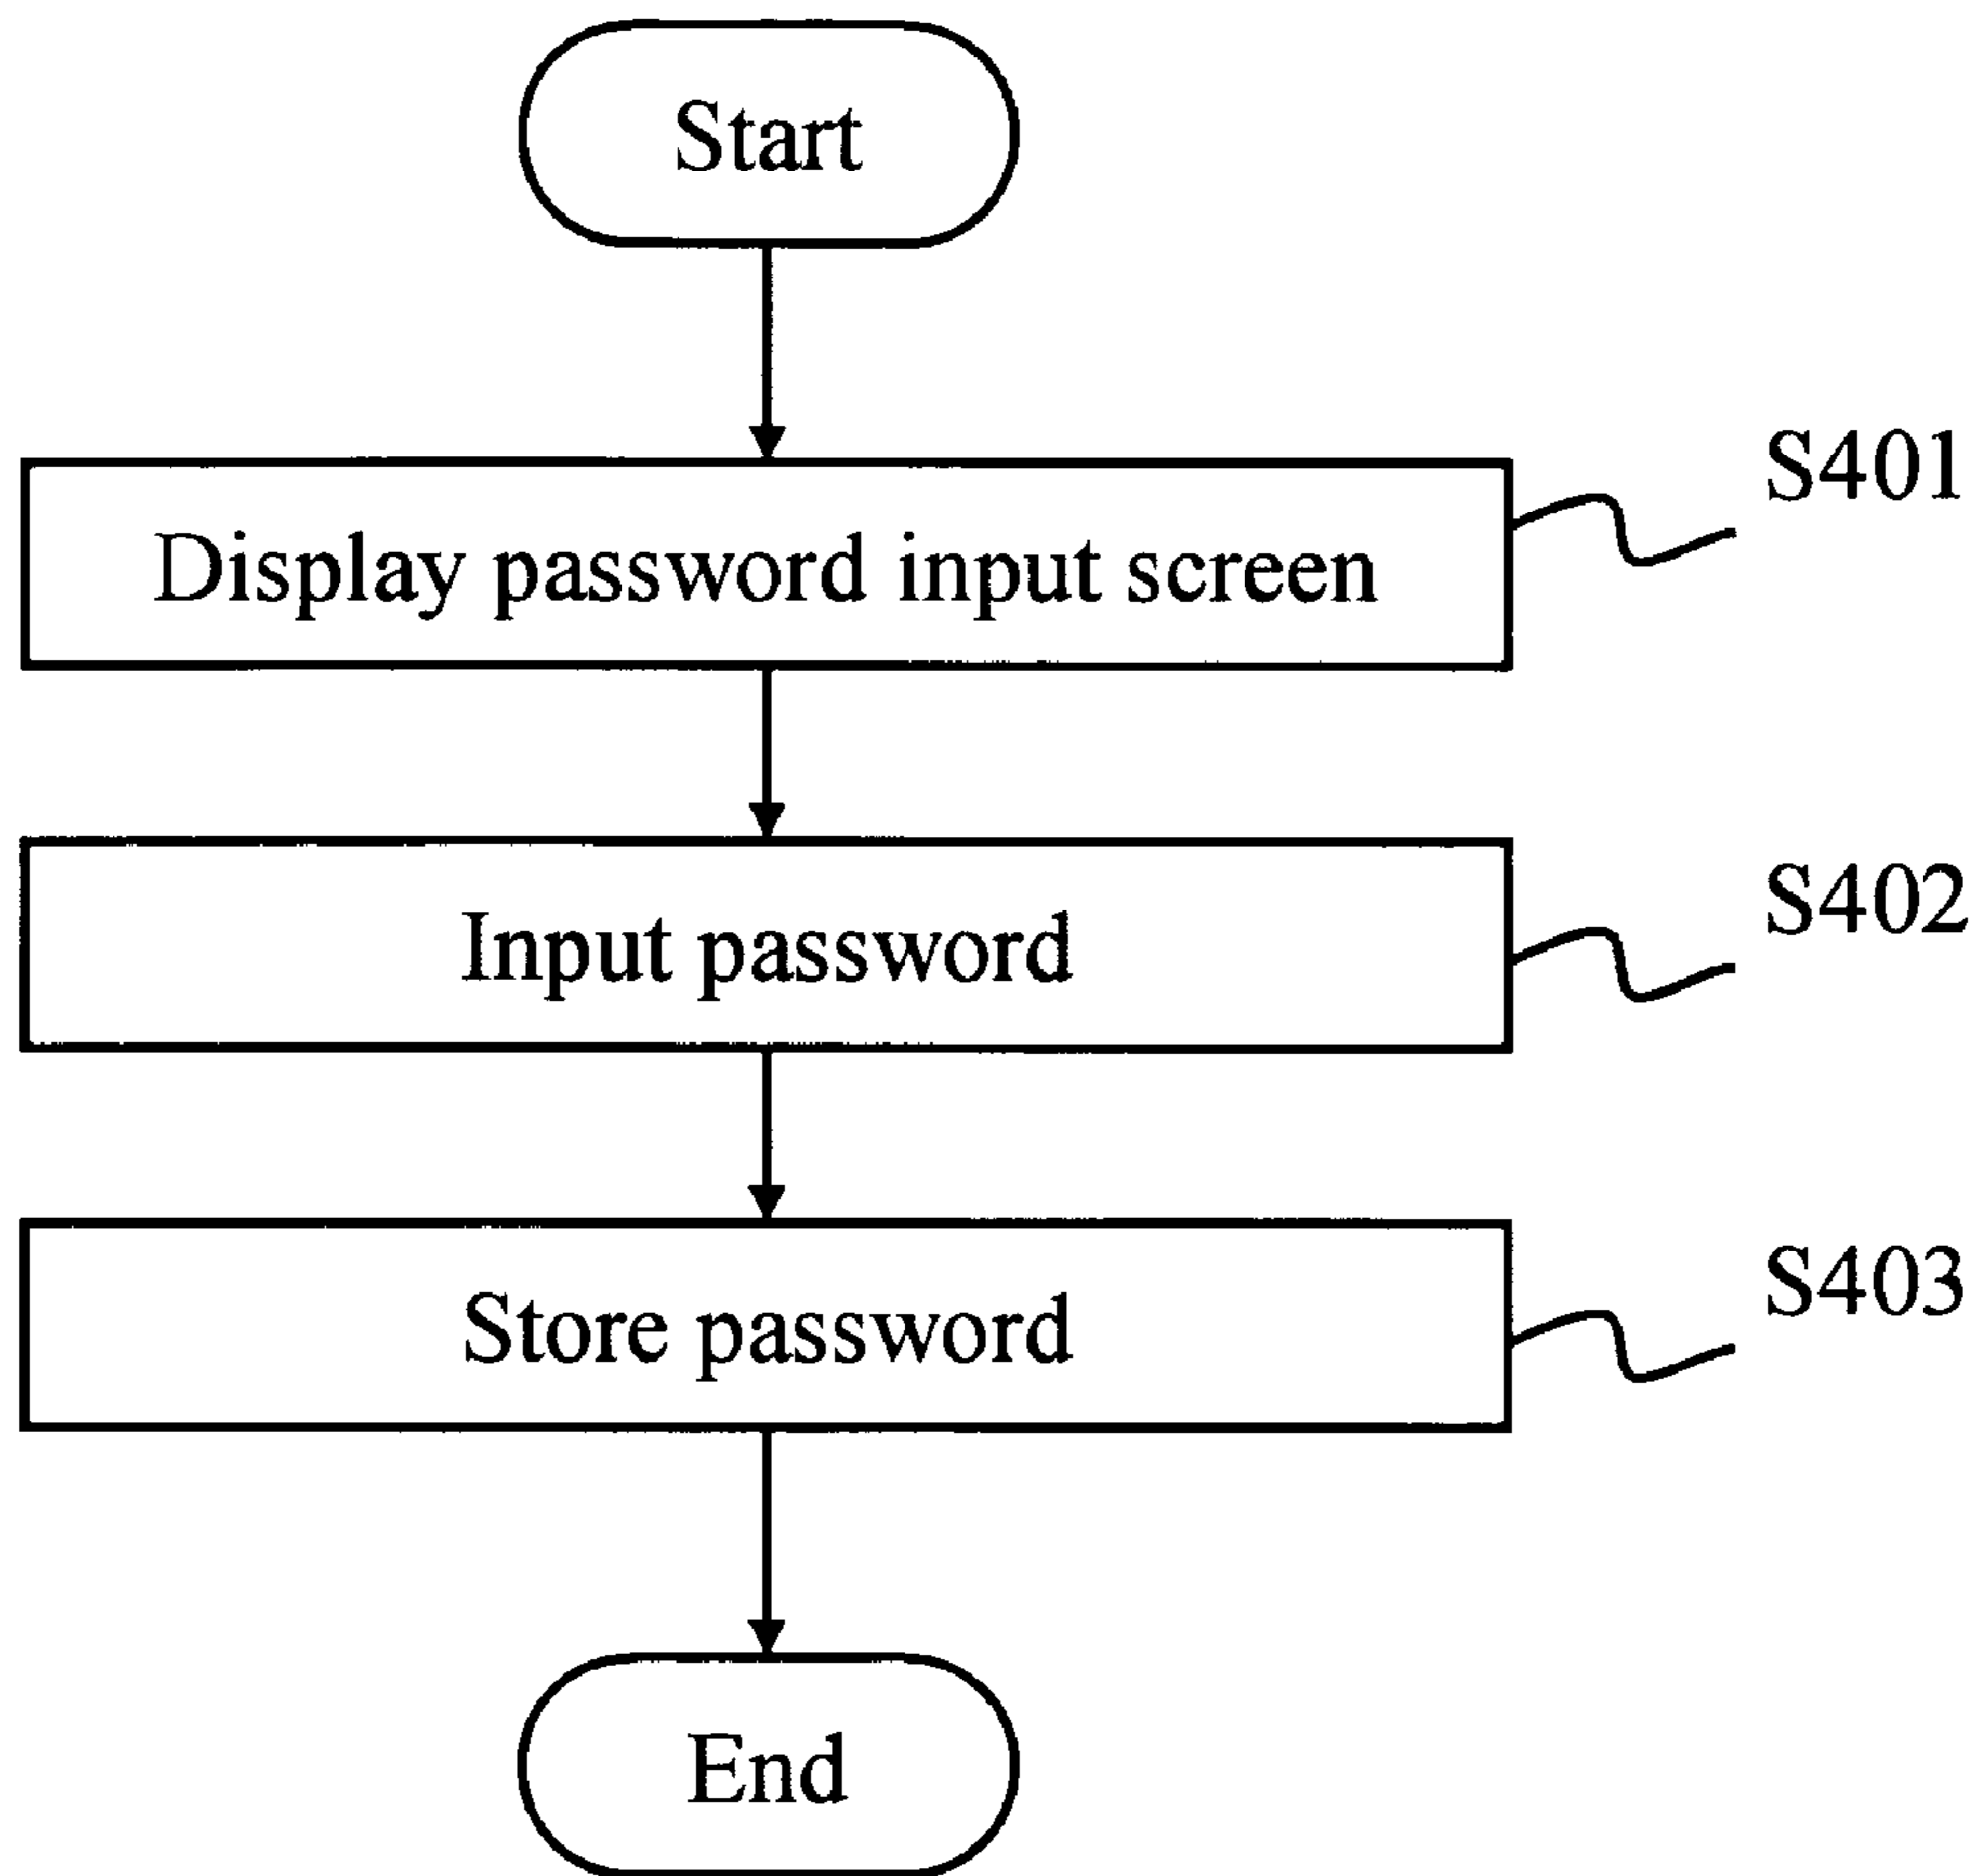 Start
S401
Display password input screen
S402
Input password
S403
Store password
End